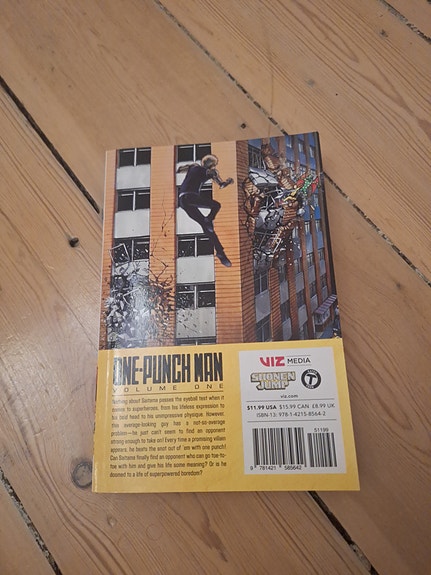 ONE-PUNCH MAN
VOLUME ONE
Nothing about Saitama passes the eyeball test when it
comes to superheroes, from his lifeless expression to
his bald head to his unimpressive physique. However,
this average-looking guy has a not-so-average
problem—he just can't seem to find an opponent
strong enough to take on! Every time a promising villain
appears, he beats the snot out of 'em with one punch!
Can Saitama finally find an opponent who can go toe-to-
toe with him and give his life some meaning? Or is he
doomed to a life of superpowered boredom?
VIZ MEDIA
SHONEN
JUMP
T
viz.com
$11.99 USA $15.99 CAN £8.99 UK
ISBN-13: 978-1-4215-8564-2
51199
9 781421 585642